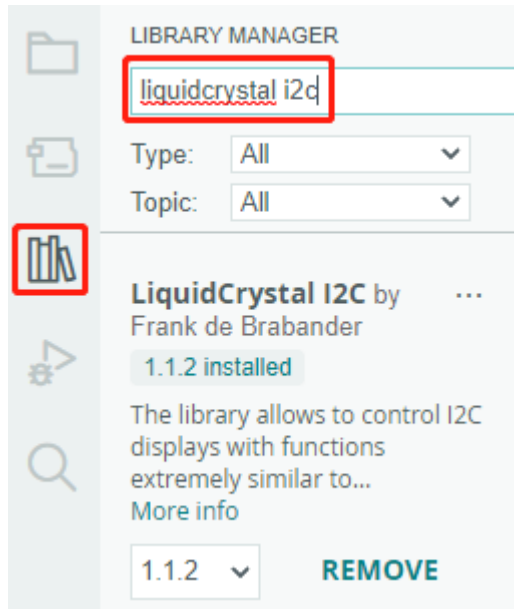 LIBRARY MANAGER
liquidcrystal i2c
Type: All
Topic: All
LiquidCrystal I2C by ...
Frank de Brabander
1.1.2 installed
The library allows to control I2C
displays with functions
extremely similar to...
More info
1.1.2 REMOVE